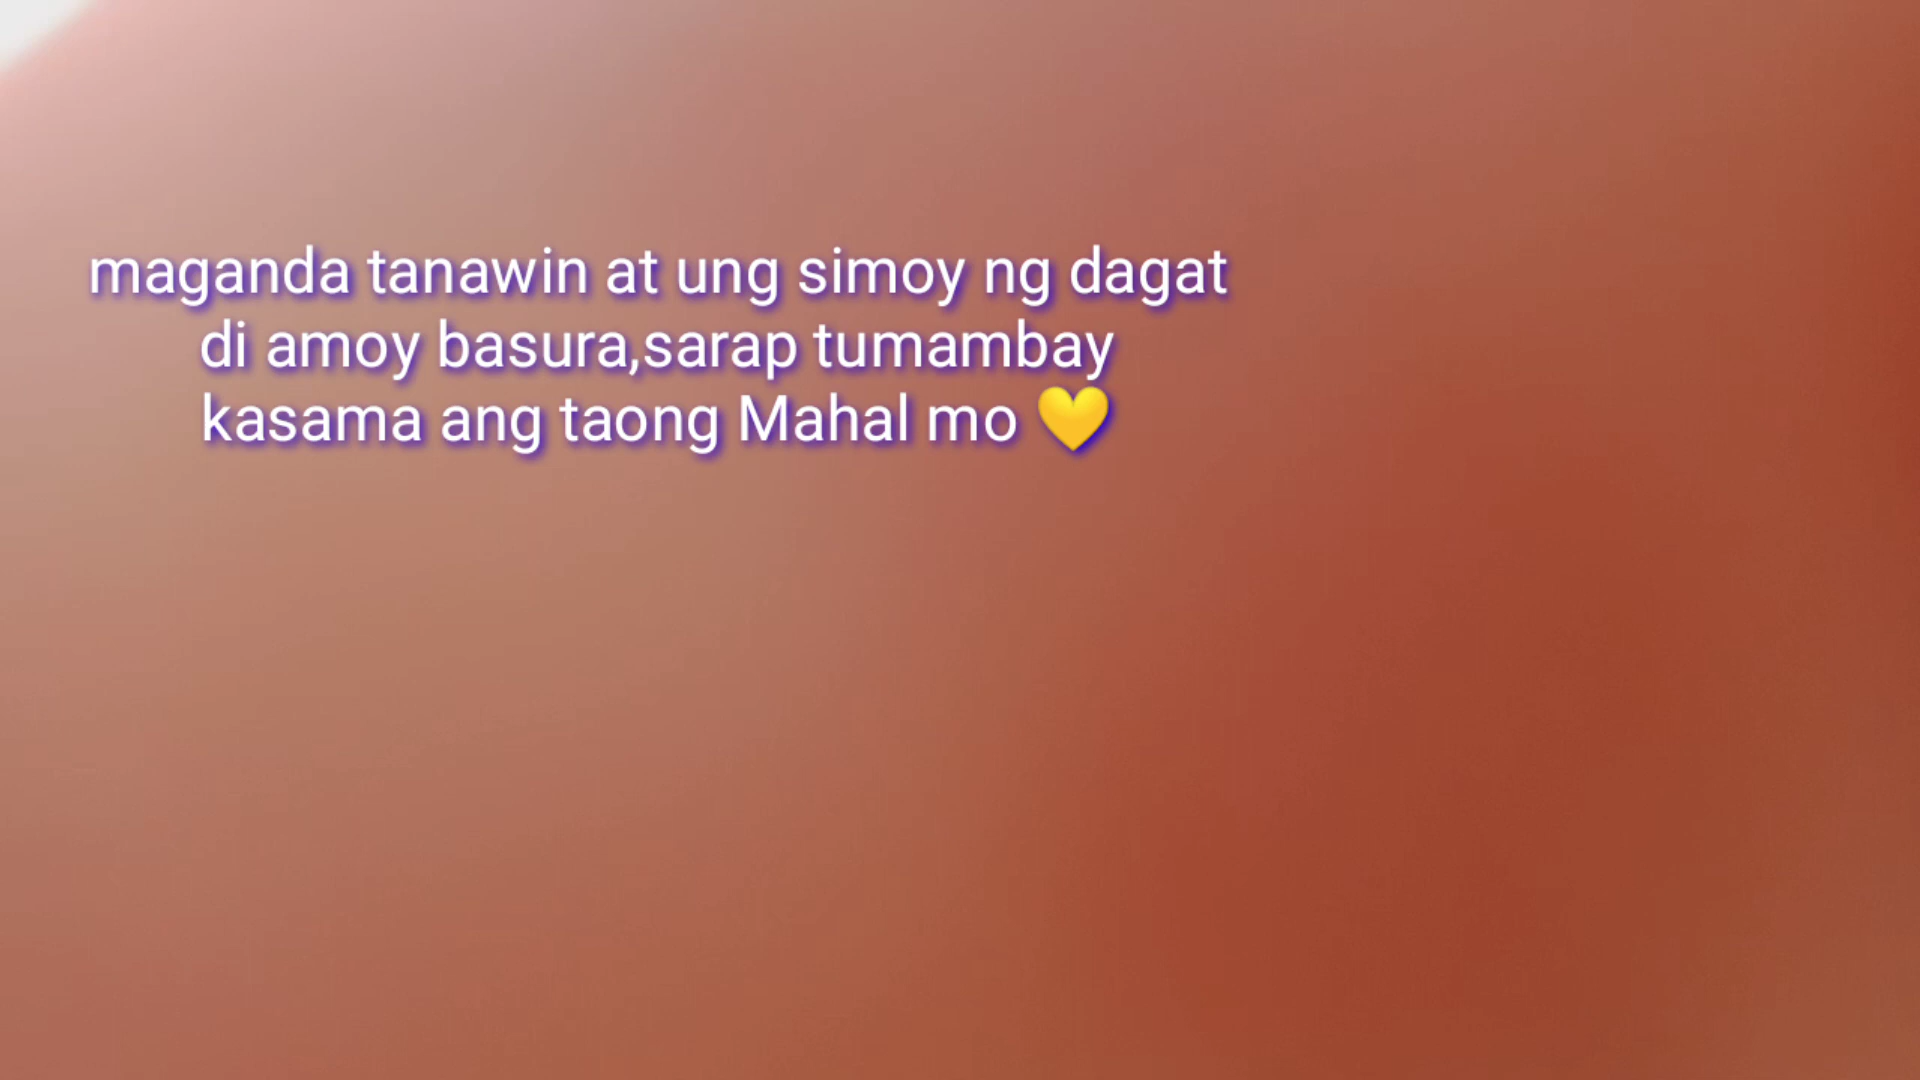 maganda tanawin at ung simoy ng dagat
di amoy basura,sarap tumambay
kasama ang taong Mahal mo 💛